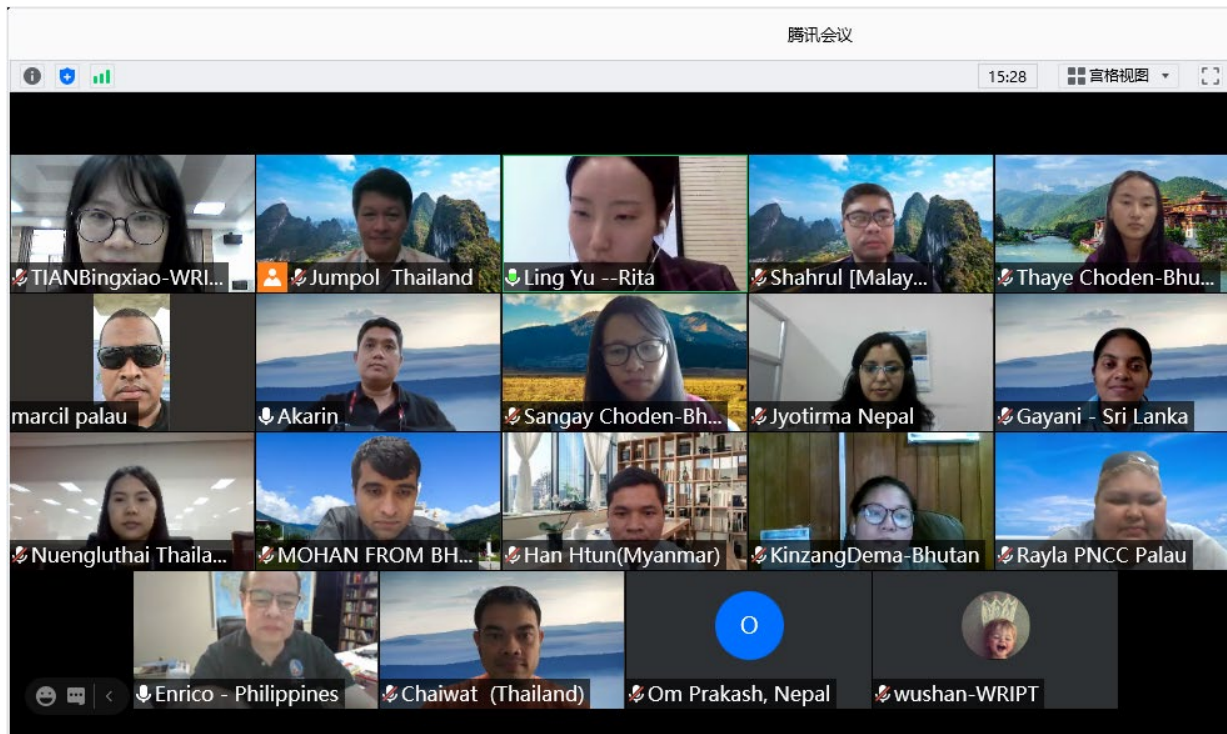 腾讯会议
15:28
宫格视图
TIANBingxiao-WRI...
Jumpol Thailand
Ling Yu --Rita
Shahrul [Malay...
Thaye Choden-Bhu...
marcil palau
Akarin
Sangay Choden-Bh...
Jyotirma Nepal
Gayani - Sri Lanka
Nuengluthai Thaila...
MOHAN FROM BH...
Han Htun(Myanmar)
KinzangDema-Bhutan
Rayla PNCC Palau
Enrico - Philippines
Chaiwat (Thailand)
O
Om Prakash, Nepal
wushan-WRIPT